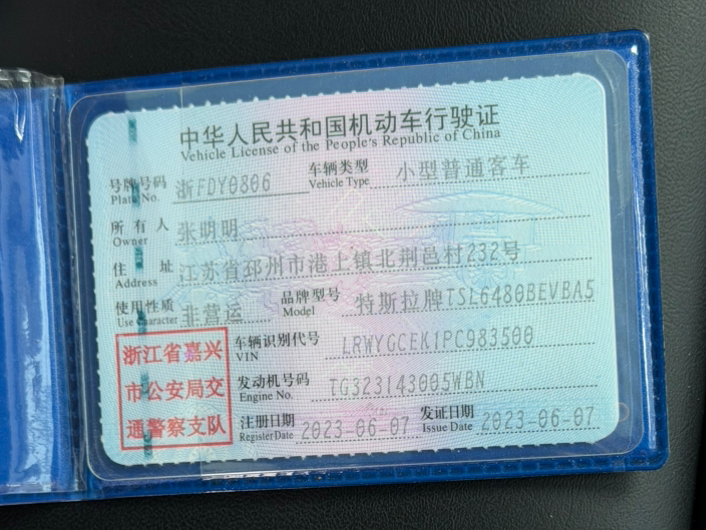 中华人民共和国机动车行驶证
Vehicle License of the People's Republic of China
号牌号码 浙FDY0806 车辆类型 小型普通客车
Plate No. Vehicle Type
所有人 张明明
Owner
住址 江苏省邳州市港上镇北荆邑村232号
Address
使用性质 非营运 品牌型号 特斯拉牌TSL6480BEVBA5
Use Character Model
浙江省嘉兴
市公安局交
通警察支队
车辆识别代号 LRWYGCEK1PC983500
VIN
发动机号码 TG323143005WBN
Engine No.
注册日期 2023-06-07 发证日期 2023-06-07
Register Date Issue Date